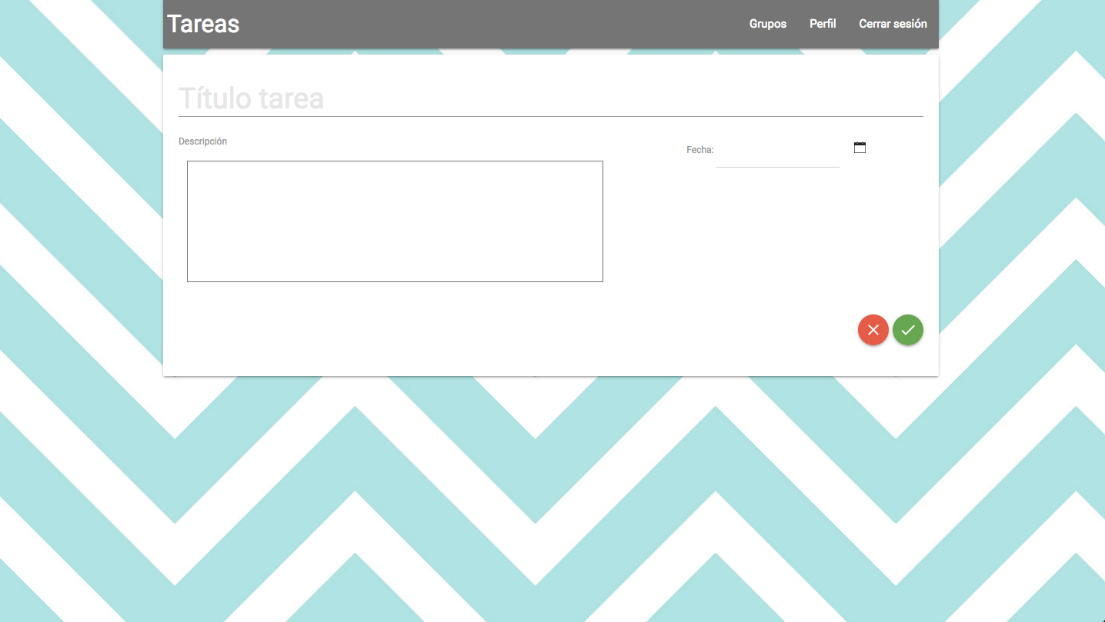 Tareas
Grupos Perfil Cerrar sesión
Título tarea
Descripción
Fecha: